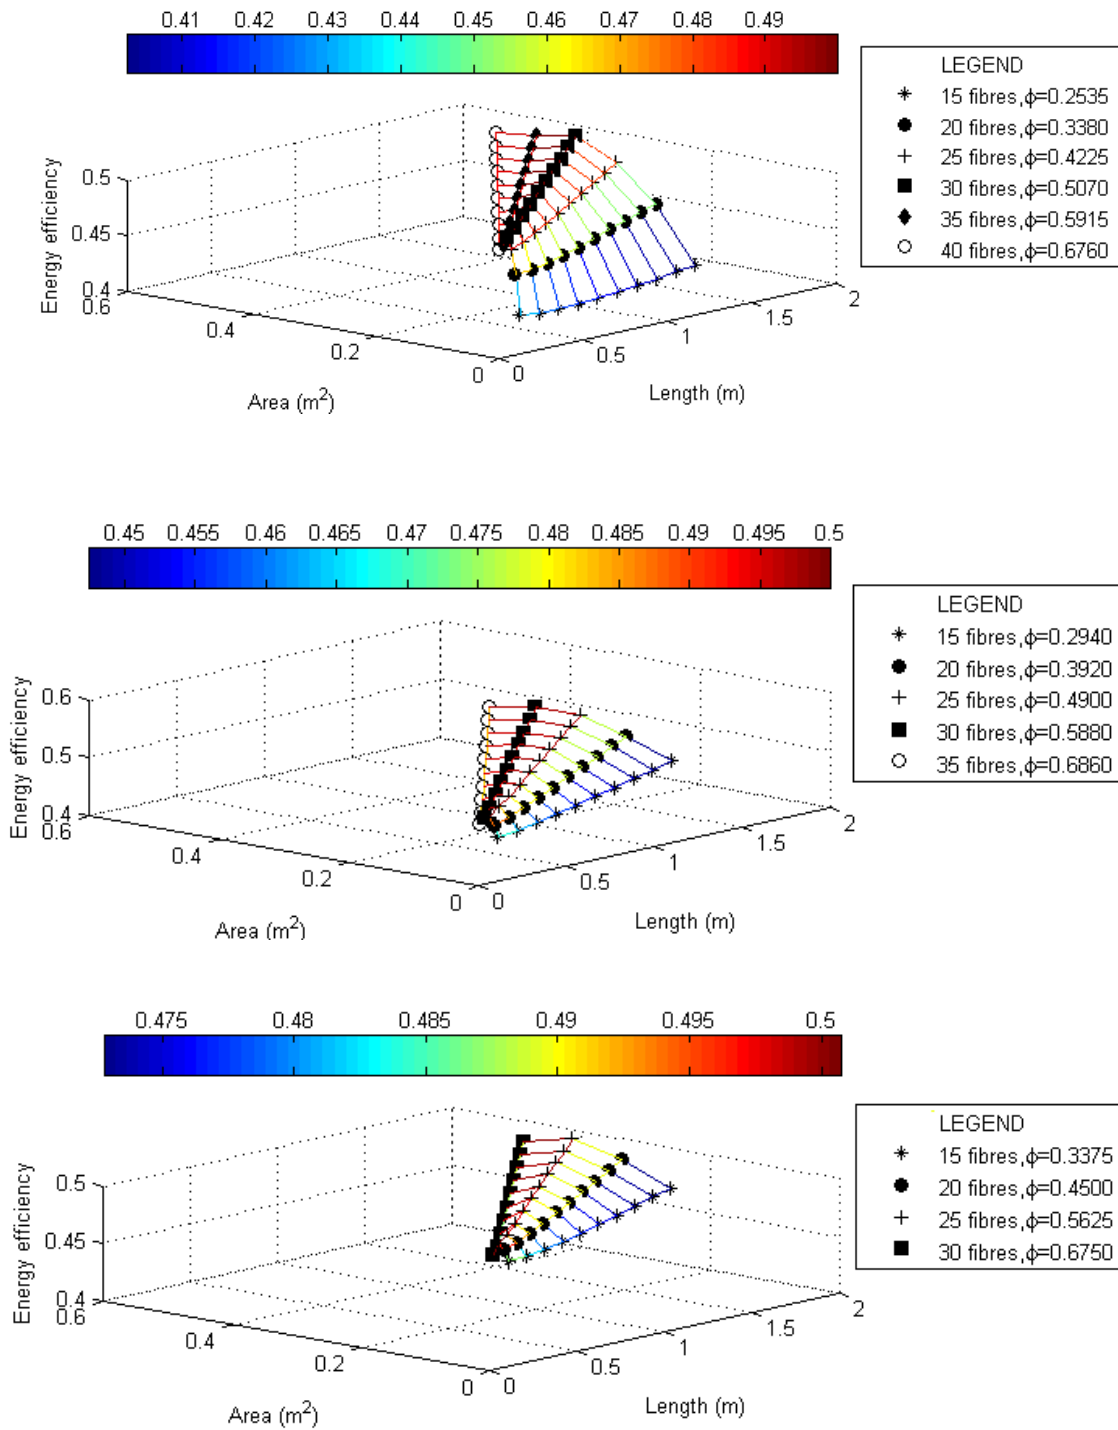 0.41 0.42 0.43 0.44 0.45 0.46 0.47 0.48 0.49
LEGEND
15 fibres,ϕ=0.2535
20 fibres,ϕ=0.3380
25 fibres,ϕ=0.4225
30 fibres,ϕ=0.5070
35 fibres,ϕ=0.5915
40 fibres,ϕ=0.6760
Energy efficiency
0.5
0.45
0.4
0.6
0.4
0.2
0
0
0.5
1
1.5
2
Area (m²)
Length (m)
0.45 0.455 0.46 0.465 0.47 0.475 0.48 0.485 0.49 0.495 0.5
LEGEND
15 fibres,ϕ=0.2940
20 fibres,ϕ=0.3920
25 fibres,ϕ=0.4900
30 fibres,ϕ=0.5880
35 fibres,ϕ=0.6860
Energy efficiency
0.6
0.5
0.4
0.6
0.4
0.2
0
0
0.5
1
1.5
2
Area (m²)
Length (m)
0.475 0.48 0.485 0.49 0.495 0.5
LEGEND
15 fibres,ϕ=0.3375
20 fibres,ϕ=0.4500
25 fibres,ϕ=0.5625
30 fibres,ϕ=0.6750
Energy efficiency
0.5
0.45
0.4
0.6
0.4
0.2
0
0
0.5
1
1.5
2
Area (m²)
Length (m)